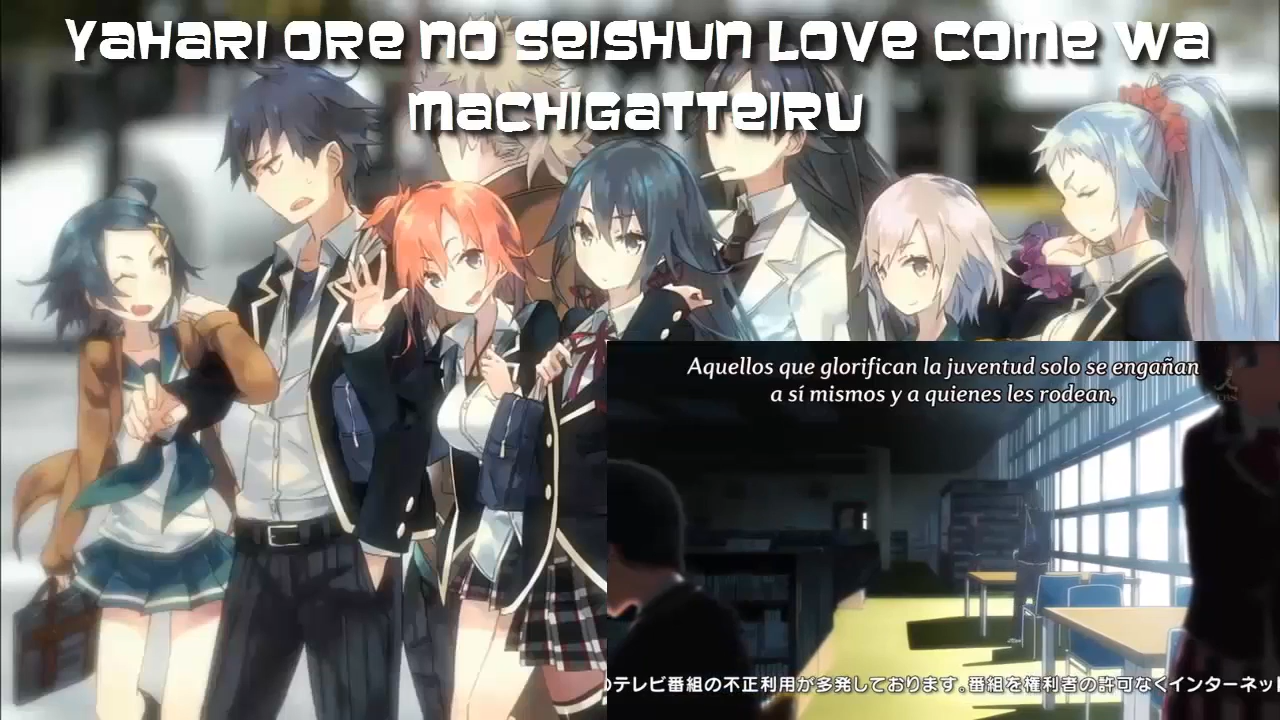 Yahari Ore no Seishun Love Come wa
Machigatteiru
Aquellos que glorifican la juventud solo se engañan
a sí mismos y a quienes les rodean,
のテレビ番組の不正利用が多発しております。番組を権利者の許可なくインターネッ